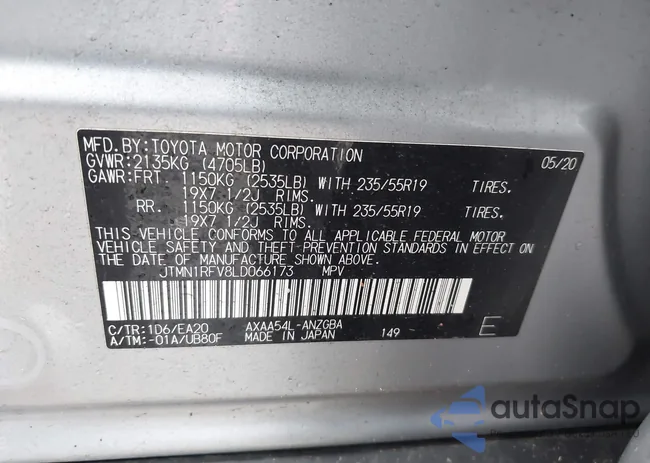 MFD.BY:TOYOTA MOTOR CORPORATION 05/20
GVWR:2135KG (4705LB)
GAWR:FRT. 1150KG (2535LB) WITH 235/55R19 TIRES.
19X7 1/2J RIMS.
RR. 1150KG (2535LB) WITH 235/55R19 TIRES.
19X7 1/2J RIMS.
THIS VEHICLE CONFORMS TO ALL APPLICABLE FEDERAL MOTOR
VEHICLE SAFETY AND THEFT PREVENTION STANDARDS IN EFFECT ON
THE DATE OF MANUFACTURE SHOWN ABOVE.
JTMN1RFV8LD066173 MPV
C/TR:1D6/EA20 AXAA54L-ANZGBA 149 E
A/TM:-01A/UB80F MADE IN JAPAN
autaSnap